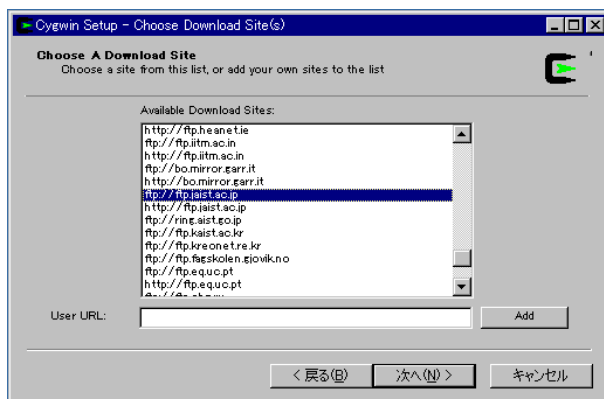 Cygwin Setup - Choose Download Site(s)
Choose A Download Site
Choose a site from this list, or add your own sites to the list
Available Download Sites:
http://ftp.heanet.ie
ftp://ftp.iitm.ac.in
http://ftp.iitm.ac.in
ftp://bo.mirror.garr.it
http://bo.mirror.garr.it
ftp://ftp.jaist.ac.jp
http://ftp.jaist.ac.jp
ftp://ring.aist.go.jp
ftp://ftp.kaist.ac.kr
ftp://ftp.kreonet.re.kr
ftp://ftp.fagskolen.gjovik.no
ftp://ftp.eq.uc.pt
http://ftp.eq.uc.pt
User URL:
Add
< 戻る(B)
次へ(N) >
キャンセル